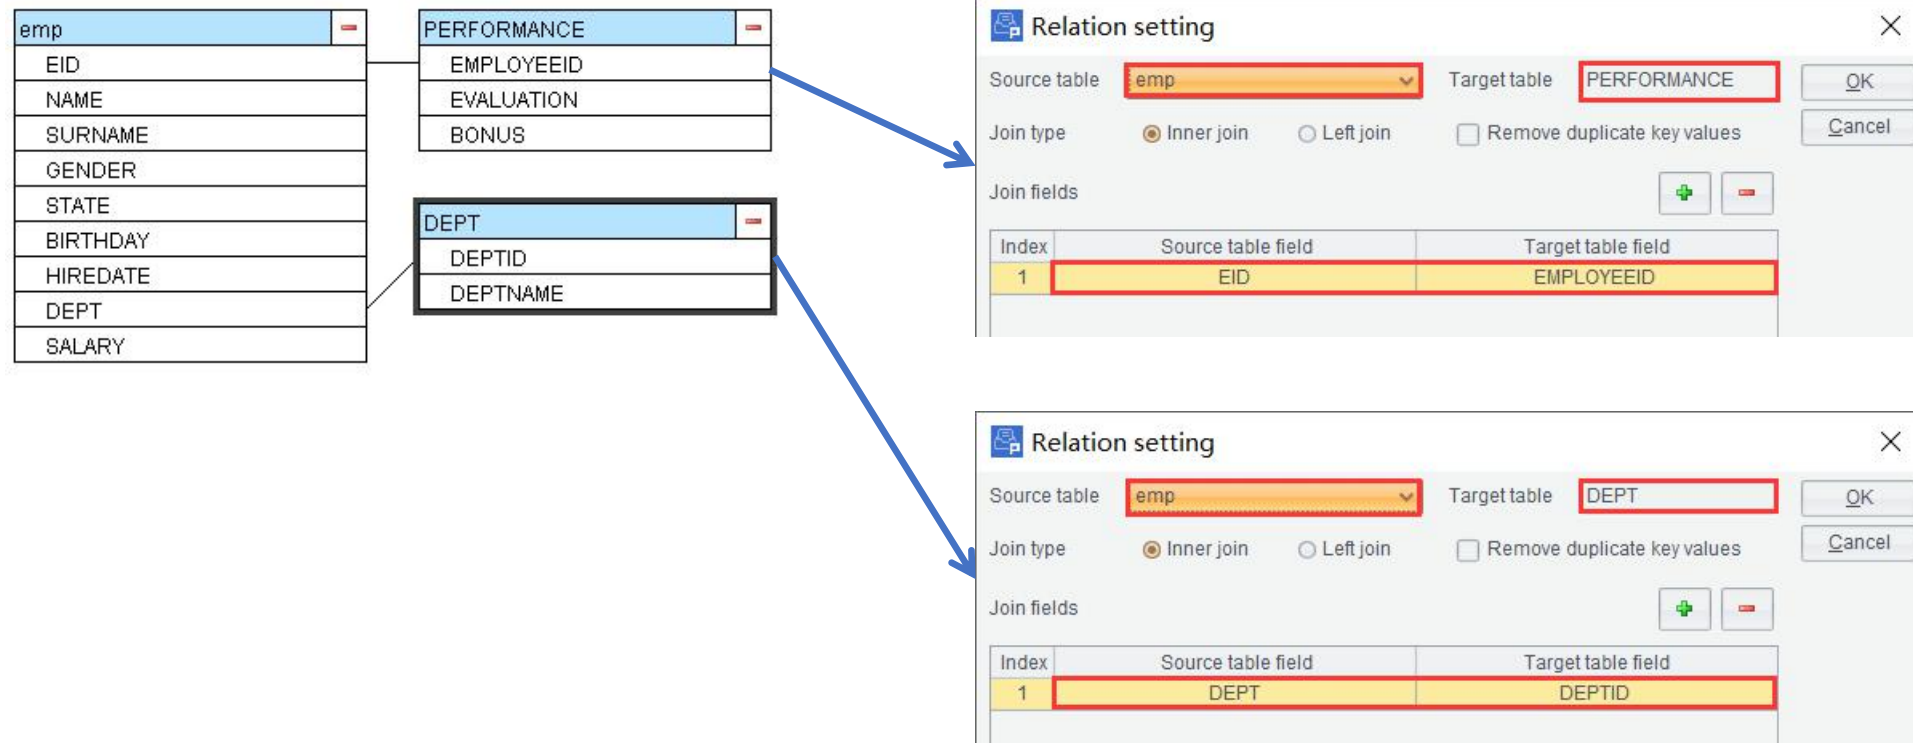 emp
EID
NAME
SURNAME
GENDER
STATE
BIRTHDAY
HIREDATE
DEPT
SALARY
PERFORMANCE
EMPLOYEEID
EVALUATION
BONUS
DEPT
DEPTID
DEPTNAME
Relation setting
Source table emp Target table PERFORMANCE OK
Join type Inner join Left join Remove duplicate key values Cancel
Join fields
Index Source table field Target table field
1 EID EMPLOYEEID
Relation setting
Source table emp Target table DEPT OK
Join type Inner join Left join Remove duplicate key values Cancel
Join fields
Index Source table field Target table field
1 DEPT DEPTID